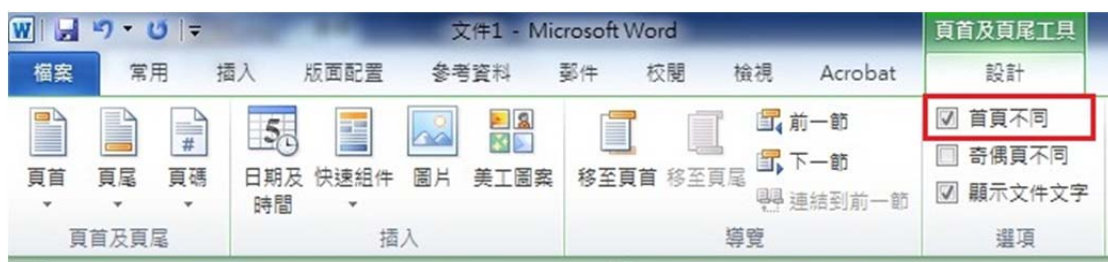 文件1 - Microsoft Word
頁首及頁尾工具
檔案 常用 插入 版面配置 參考資料 郵件 校閱 檢視 Acrobat 設計
頁首 頁尾 頁碼
頁首及頁尾
日期及時間 快速組件 圖片 美工圖案
插入
移至頁首 移至頁尾
前一節
下一節
連結到前一節
導覽
首頁不同
奇偶頁不同
顯示文件文字
選項